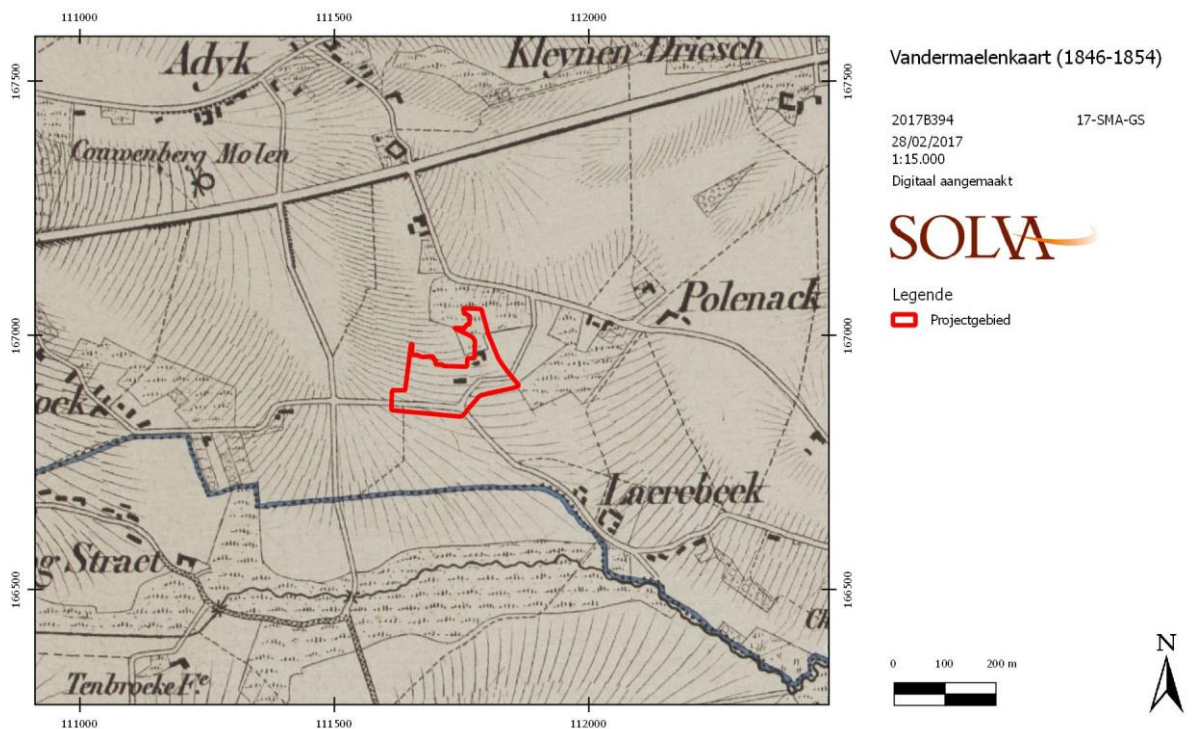 111000
111500
112000
167500
167000
166500
167500
167000
166500
111000
111500
112000
Adyk
Kleynen Driesch
Couwenberg Molen
Polenack
Laerebeek
Straet
Tenbroeke Fe.
Vandermaelenkaart (1846-1854)
2017B394
17-SMA-GS
28/02/2017
1:15.000
Digitaal aangemaakt
SOLVA
Legende
Projectgebied
N
0 100 200 m